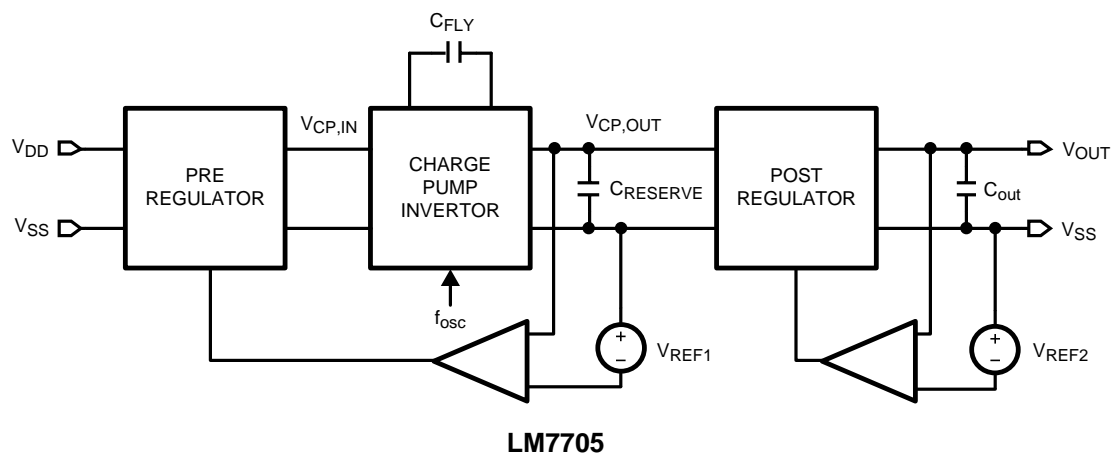 CFLY
VDD
VSS
PRE
REGULATOR
VCP,IN
CHARGE
PUMP
INVERTOR
fosc
VCP,OUT
CRESERVE
+
−
VREF1
POST
REGULATOR
VOUT
Cout
VSS
+
−
VREF2
LM7705